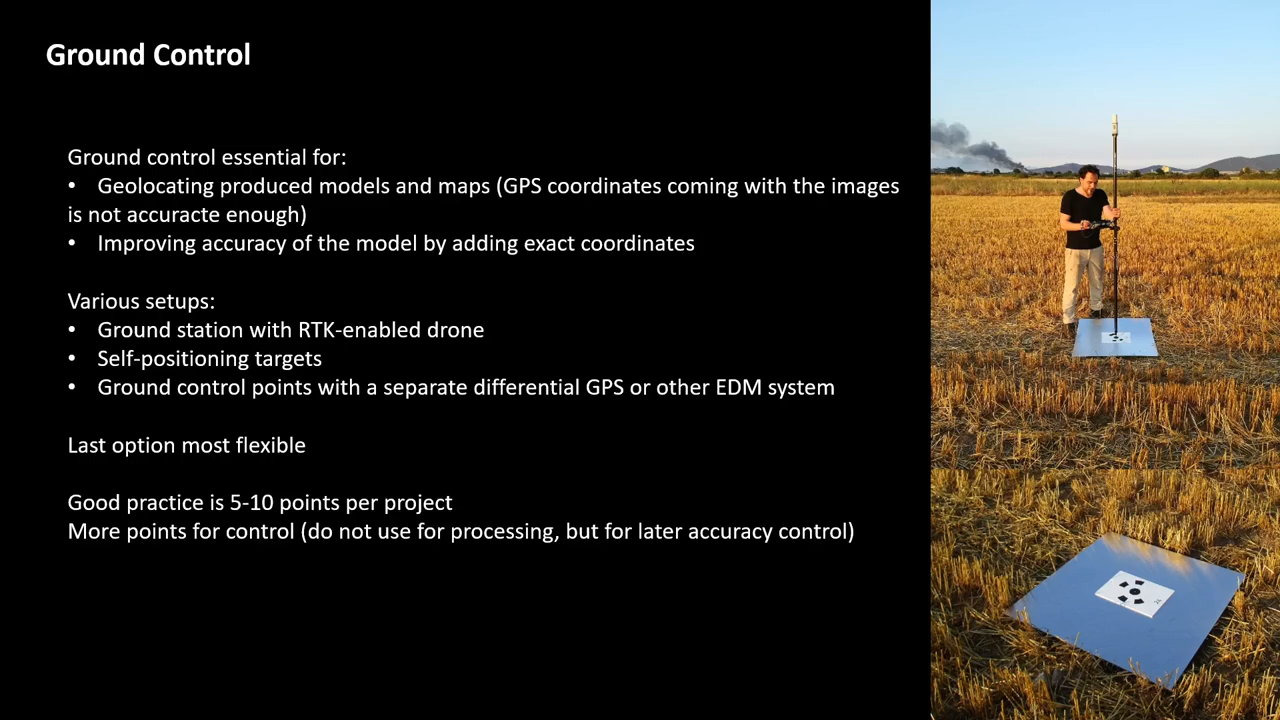 Ground Control
Ground control essential for:
• Geolocating produced models and maps (GPS coordinates coming with the images
is not accuracte enough)
• Improving accuracy of the model by adding exact coordinates
Various setups:
• Ground station with RTK-enabled drone
• Self-positioning targets
• Ground control points with a separate differential GPS or other EDM system
Last option most flexible
Good practice is 5-10 points per project
More points for control (do not use for processing, but for later accuracy control)